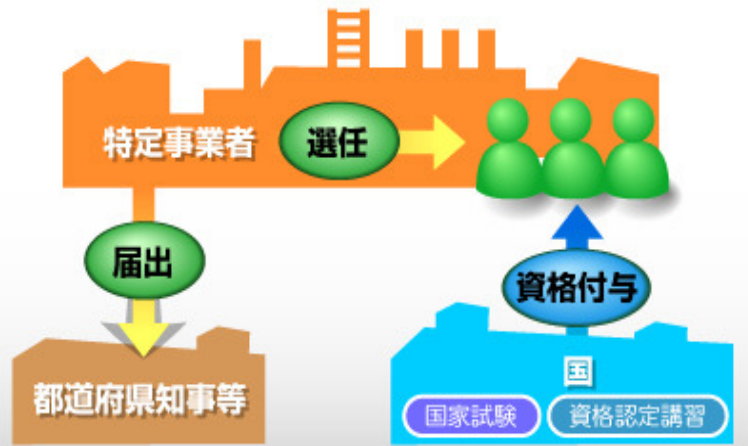 特定事業者
選任
届出
資格付与
都道府県知事等
国
国家試験
資格認定講習